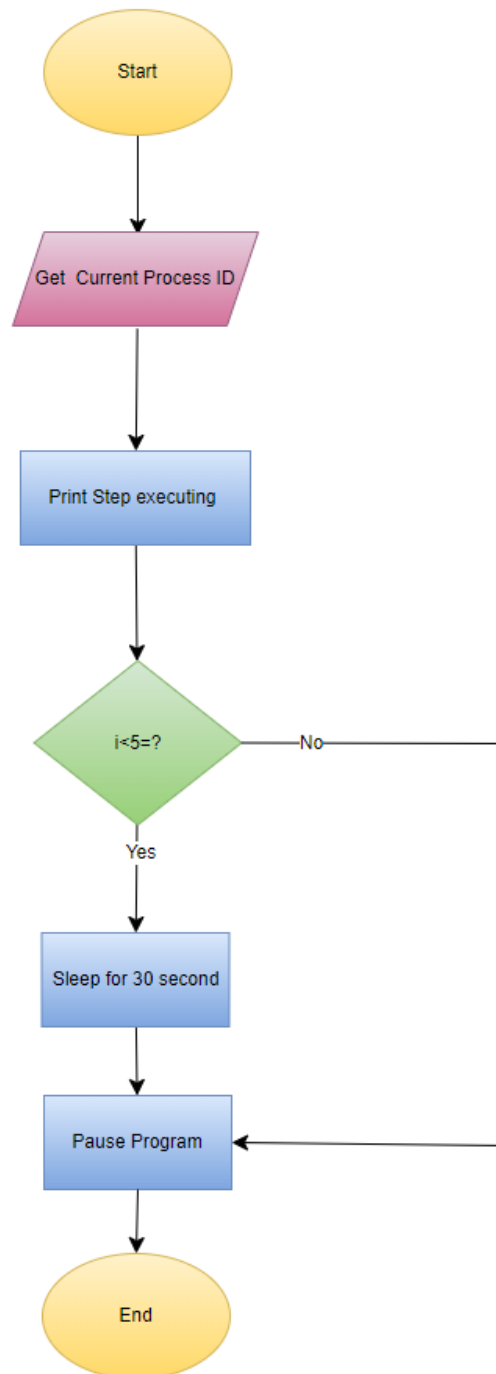 Start
Get  Current Process ID
Print Step executing
i<5=?
No
Yes
Sleep for 30 second
Pause Program
End